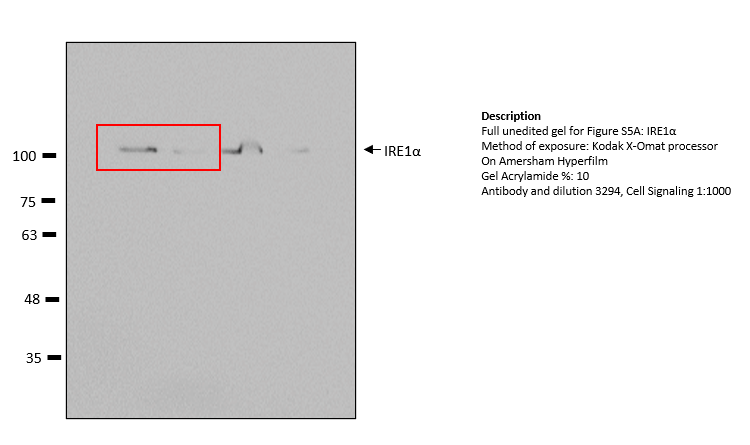 Description
Full unedited gel for Figure S5A: IRE1α
Method of exposure: Kodak X-Omat processor
On Amersham Hyperfilm
Gel Acrylamide %: 10
Antibody and dilution 3294, Cell Signaling 1:1000
IRE1α
100
75
63
48
35